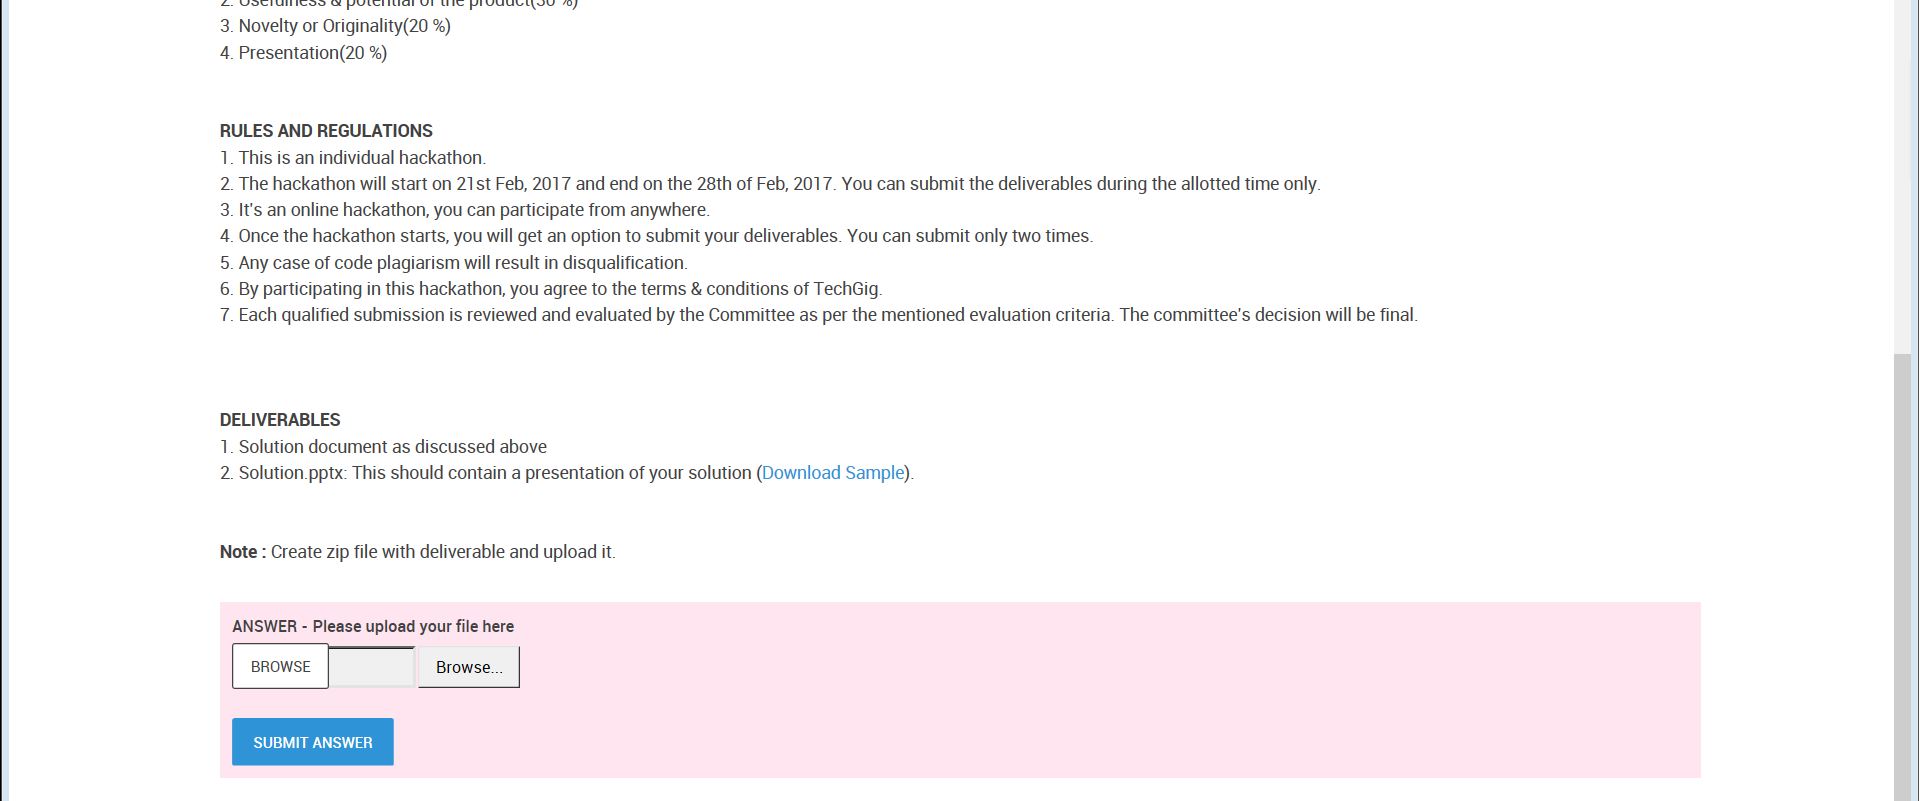 2. Usefulness & potential of the product(30 %)
3. Novelty or Originality(20 %)
4. Presentation(20 %)
RULES AND REGULATIONS
1. This is an individual hackathon.
2. The hackathon will start on 21st Feb, 2017 and end on the 28th of Feb, 2017. You can submit the deliverables during the allotted time only.
3. It's an online hackathon, you can participate from anywhere.
4. Once the hackathon starts, you will get an option to submit your deliverables. You can submit only two times.
5. Any case of code plagiarism will result in disqualification.
6. By participating in this hackathon, you agree to the terms & conditions of TechGig.
7. Each qualified submission is reviewed and evaluated by the Committee as per the mentioned evaluation criteria. The committee's decision will be final.
DELIVERABLES
1. Solution document as discussed above
2. Solution.pptx: This should contain a presentation of your solution (Download Sample).
Note : Create zip file with deliverable and upload it.
ANSWER - Please upload your file here
BROWSE Browse...
SUBMIT ANSWER